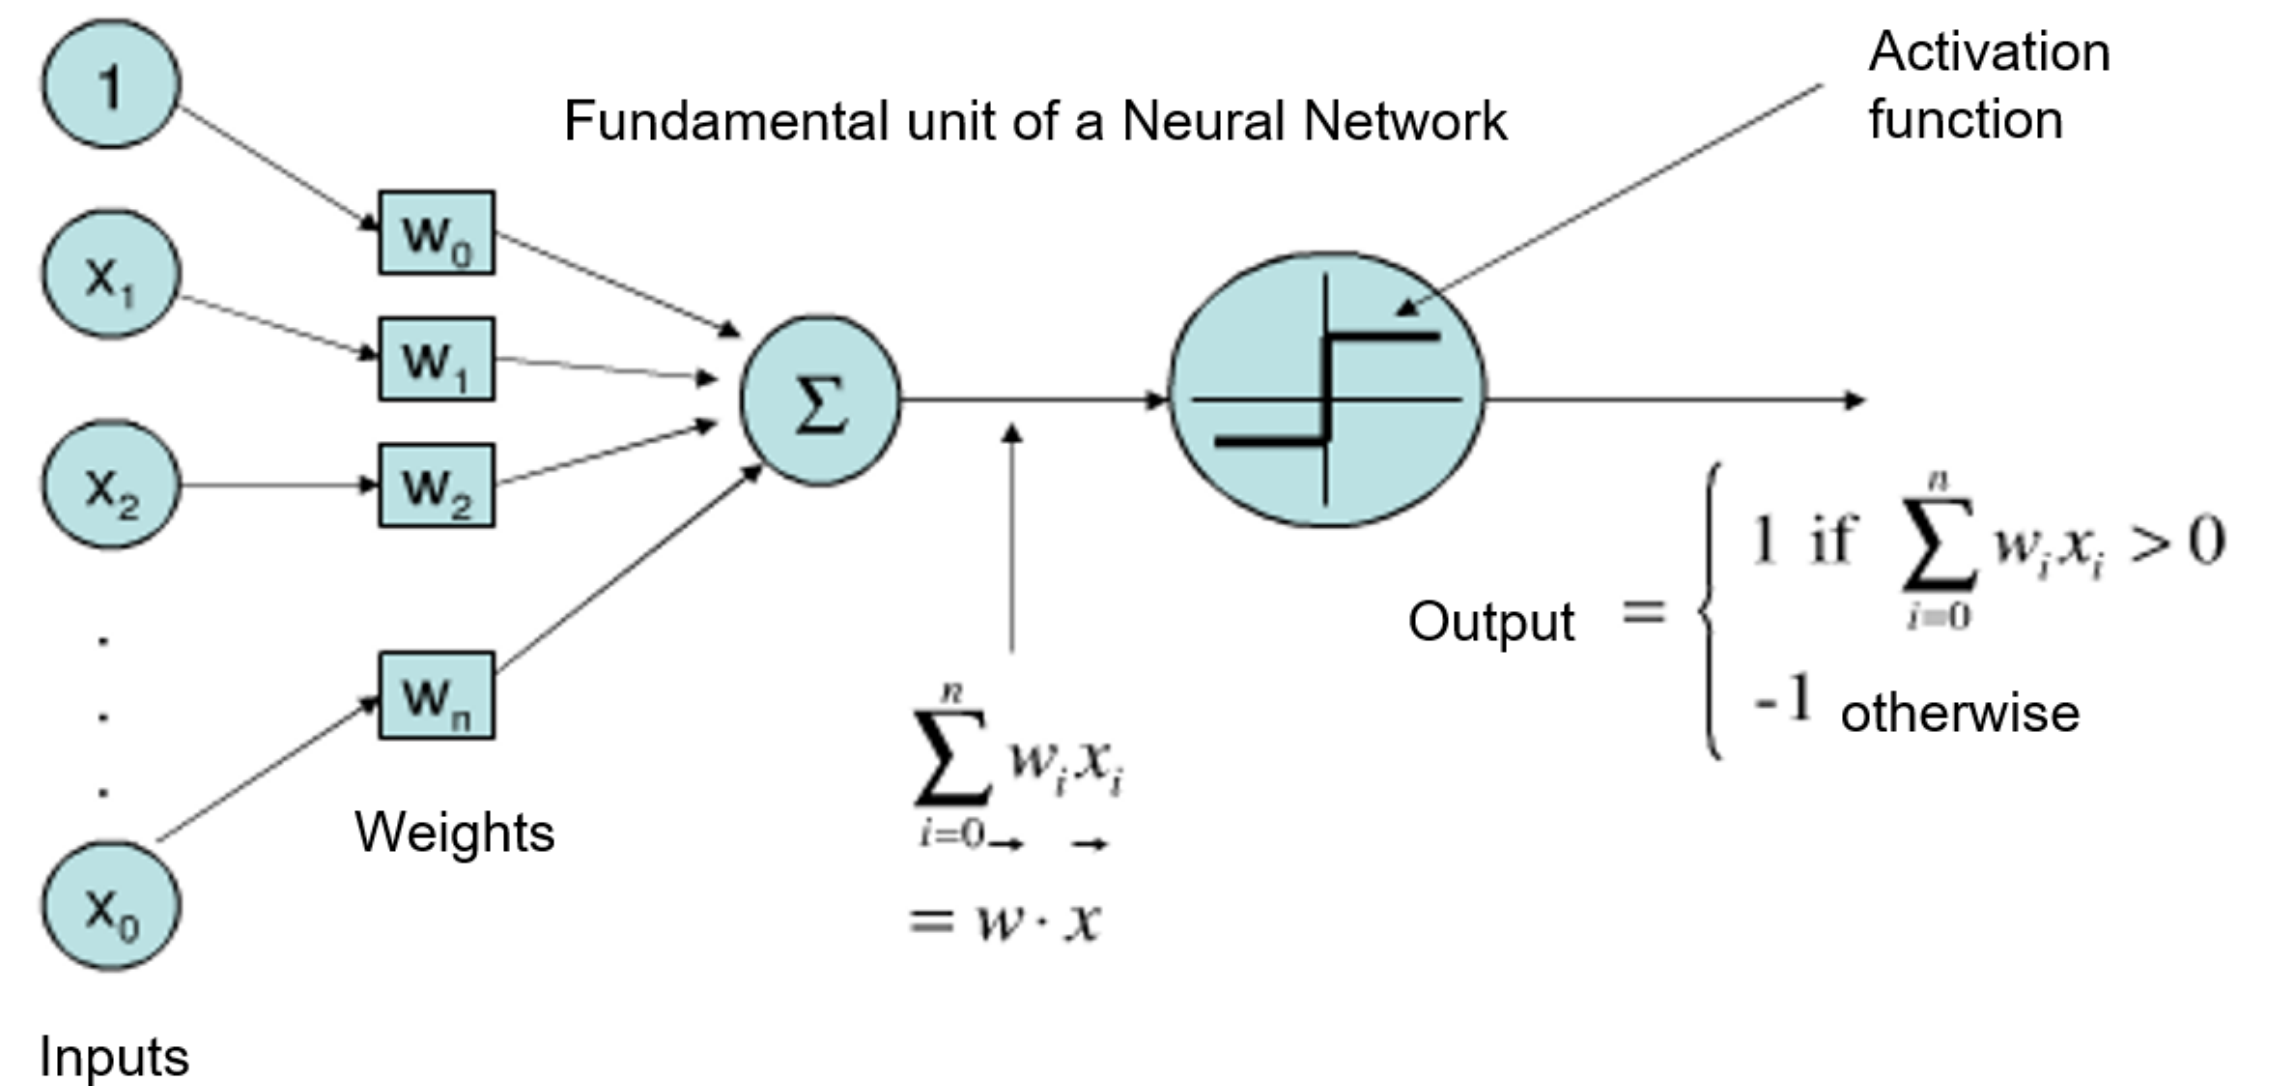 1
Fundamental unit of a Neural Network
Activation
function
x₁
x₂
.
.
.
x₀
Inputs
w₀
w₁
w₂
wₙ
Weights
Σ
n
∑ wᵢxᵢ
i=0
→ →
= w · x
Output = {
n
1 if ∑ wᵢxᵢ > 0
i=0
-1 otherwise